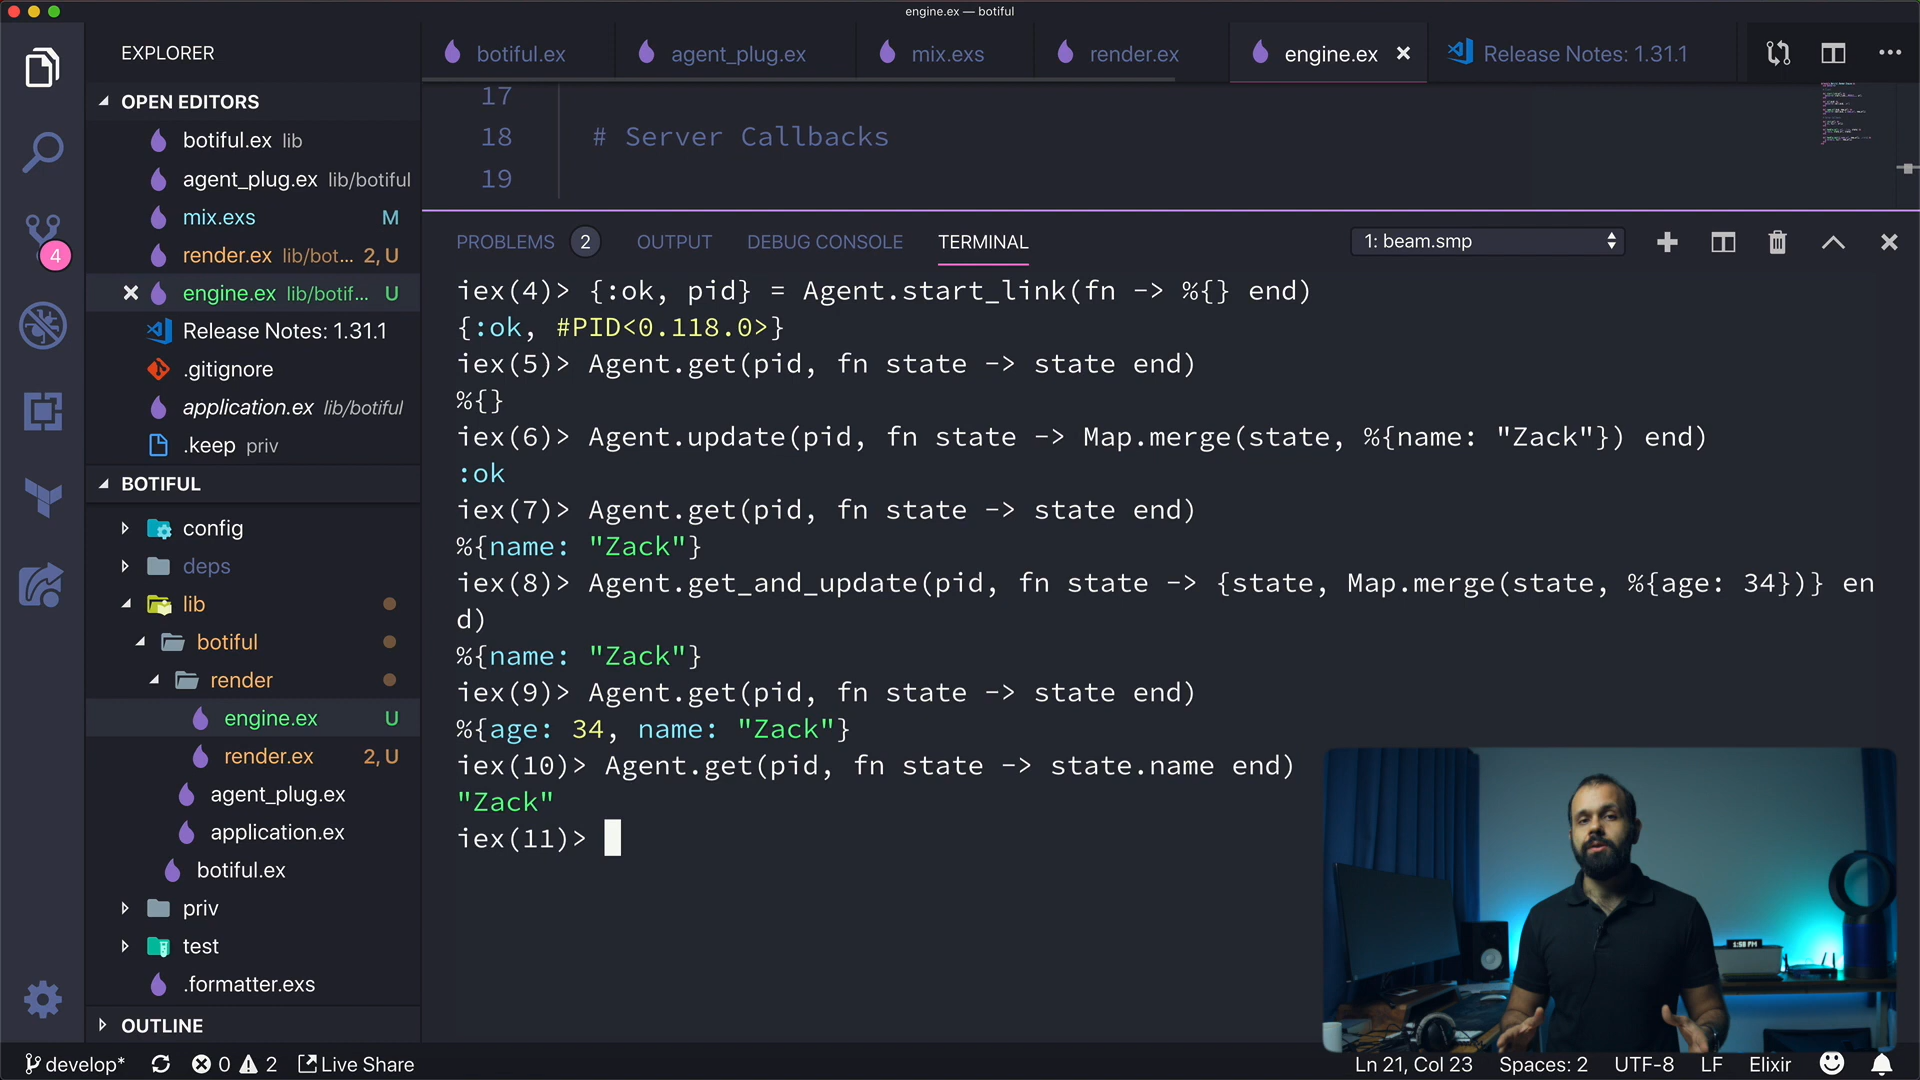 engine.ex — botiful
EXPLORER
botiful.ex
agent_plug.ex
mix.exs
render.ex
engine.ex
Release Notes: 1.31.1
OPEN EDITORS
botiful.ex lib
agent_plug.ex lib/botiful
mix.exs M
render.ex lib/bot... 2, U
engine.ex lib/botif... U
Release Notes: 1.31.1
.gitignore
application.ex lib/botiful
.keep priv
BOTIFUL
config
deps
lib
botiful
render
engine.ex U
render.ex 2, U
agent_plug.ex
application.ex
botiful.ex
priv
test
.formatter.exs
OUTLINE
4
17
18 # Server Callbacks
19
PROBLEMS 2 OUTPUT DEBUG CONSOLE TERMINAL
1: beam.smp
iex(4)> {:ok, pid} = Agent.start_link(fn -> %{} end)
{:ok, #PID<0.118.0>}
iex(5)> Agent.get(pid, fn state -> state end)
%{}
iex(6)> Agent.update(pid, fn state -> Map.merge(state, %{name: "Zack"}) end)
:ok
iex(7)> Agent.get(pid, fn state -> state end)
%{name: "Zack"}
iex(8)> Agent.get_and_update(pid, fn state -> {state, Map.merge(state, %{age: 34})} en
d)
%{name: "Zack"}
iex(9)> Agent.get(pid, fn state -> state end)
%{age: 34, name: "Zack"}
iex(10)> Agent.get(pid, fn state -> state.name end)
"Zack"
iex(11)>
1:58 PM
develop* 0 2 Live Share
Ln 21, Col 23 Spaces: 2 UTF-8 LF Elixir